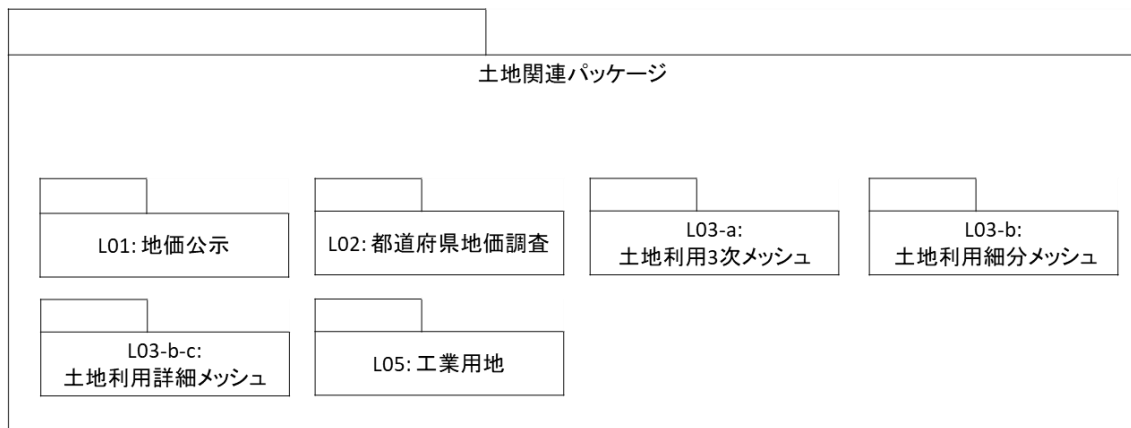 土地関連パッケージ
L01: 地価公示
L02: 都道府県地価調査
L03-a:
土地利用3次メッシュ
L03-b:
土地利用細分メッシュ
L03-b-c:
土地利用詳細メッシュ
L05: 工業用地